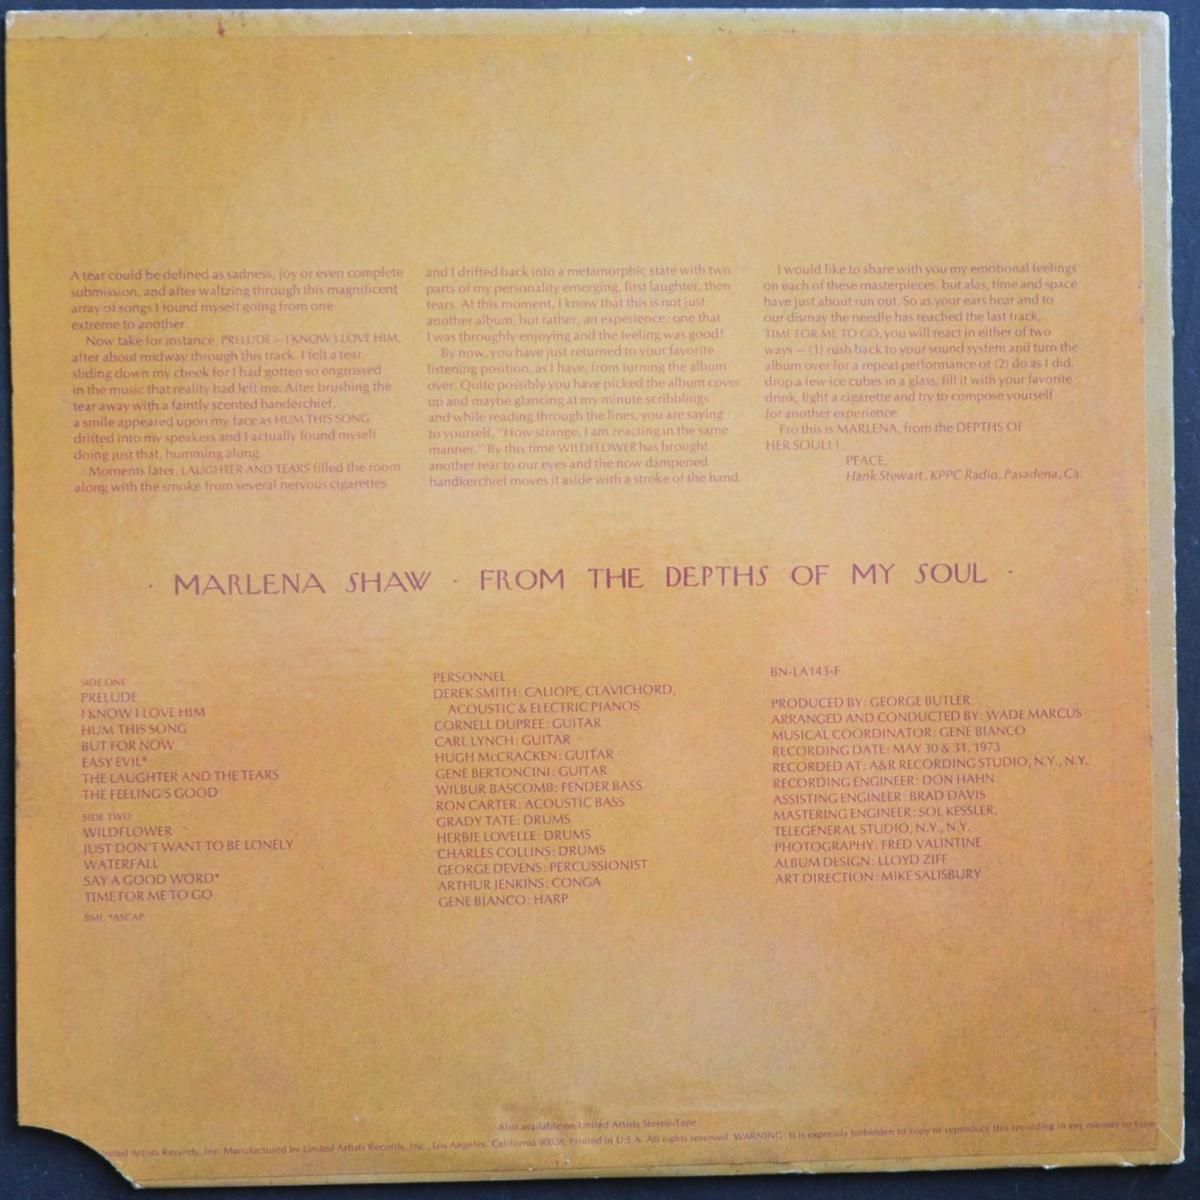 A tear could be defined as sadness, joy or even complete
submission, and after waltzing through this magnificent
array of songs I found myself going from one
extreme to another.
Now take for instance, PRELUDE – I KNOW I LOVE HIM,
after about midway through this track, I felt a tear
sliding down my cheek for I had gotten so engrossed
in the music that reality had left me. After brushing the
tear away with a faintly scented handerchief,
a smile appeared upon my face as HUM THIS SONG
drifted into my speakers and I actually found myself
doing just that, humming along.
Moments later, LAUGHTER AND TEARS filled the room
along with the smoke from several nervous cigarettes
and I drifted back into a metamorphic state with two
parts of my personality emerging, first laughter, then
tears. At this moment, I know that this is not just
another album, but rather, an experience: one that
I was throughly enjoying and the feeling was good!
By now, you have just returned to your favorite
listening position, as I have, from turning the album
over. Quite possibly you have picked the album cover
up and maybe glancing at my minute scribblings
and while reading through the lines, you are saying
to yourself, "How strange, I am reacting in the same
manner." By this time WILDFLOWER has brought
another tear to our eyes and the now dampened
handkerchief moves it aside with a stroke of the hand.
I would like to share with you my emotional feelings
on each of these masterpieces, but alas, time and space
have just about run out. So as your ears hear and to
our dismay the needle has reached the last track,
TIME FOR ME TO GO, you will react in either of two
ways – (1) rush back to your sound system and turn the
album over for a repeat performance or (2) do as I did,
drop a few ice cubes in a glass, fill it with your favorite
drink, light a cigarette and try to compose yourself
for another experience.
Fro this is MARLENA, from the DEPTHS OF
HER SOUL! !
PEACE,
Hank Stewart, KPPC Radio, Pasadena, Ca.
· MARLENA SHAW · FROM THE DEPTHS OF MY SOUL ·
SIDE ONE
PRELUDE
I KNOW I LOVE HIM
HUM THIS SONG
BUT FOR NOW
EASY EVIL*
THE LAUGHTER AND THE TEARS
THE FEELING'S GOOD
SIDE TWO
WILDFLOWER
JUST DON'T WANT TO BE LONELY
WATERFALL
SAY A GOOD WORD*
TIME FOR ME TO GO
BMI, *ASCAP
PERSONNEL:
DEREK SMITH: CALIOPE, CLAVICHORD,
ACOUSTIC & ELECTRIC PIANOS
CORNELL DUPREE: GUITAR
CARL LYNCH: GUITAR
HUGH McCRACKEN: GUITAR
GENE BERTONCINI: GUITAR
WILBUR BASCOMB: FENDER BASS
RON CARTER: ACOUSTIC BASS
GRADY TATE: DRUMS
HERBIE LOVELLE: DRUMS
CHARLES COLLINS: DRUMS
GEORGE DEVENS: PERCUSSIONIST
ARTHUR JENKINS: CONGA
GENE BIANCO: HARP
BN-LA143-F
PRODUCED BY: GEORGE BUTLER
ARRANGED AND CONDUCTED BY: WADE MARCUS
MUSICAL COORDINATOR: GENE BIANCO
RECORDING DATE: MAY 30 & 31, 1973
RECORDED AT: A&R RECORDING STUDIO, N.Y., N.Y.
RECORDING ENGINEER: DON HAHN
ASSISTING ENGINEER: BRAD DAVIS
MASTERING ENGINEER: SOL KESSLER,
TELEGENERAL STUDIO, N.Y., N.Y.
PHOTOGRAPHY: FRED VALINTINE
ALBUM DESIGN: LLOYD ZIFF
ART DIRECTION: MIKE SALISBURY
Also available on United Artists Stereo-Tape.
nited Artists Records, Inc. Manufactured by United Artists Records, Inc., Los Angeles, California 90028. Printed in U.S.A. All rights reserved. WARNING: It is expressly forbidden to copy or reproduce this recording in any manner or form